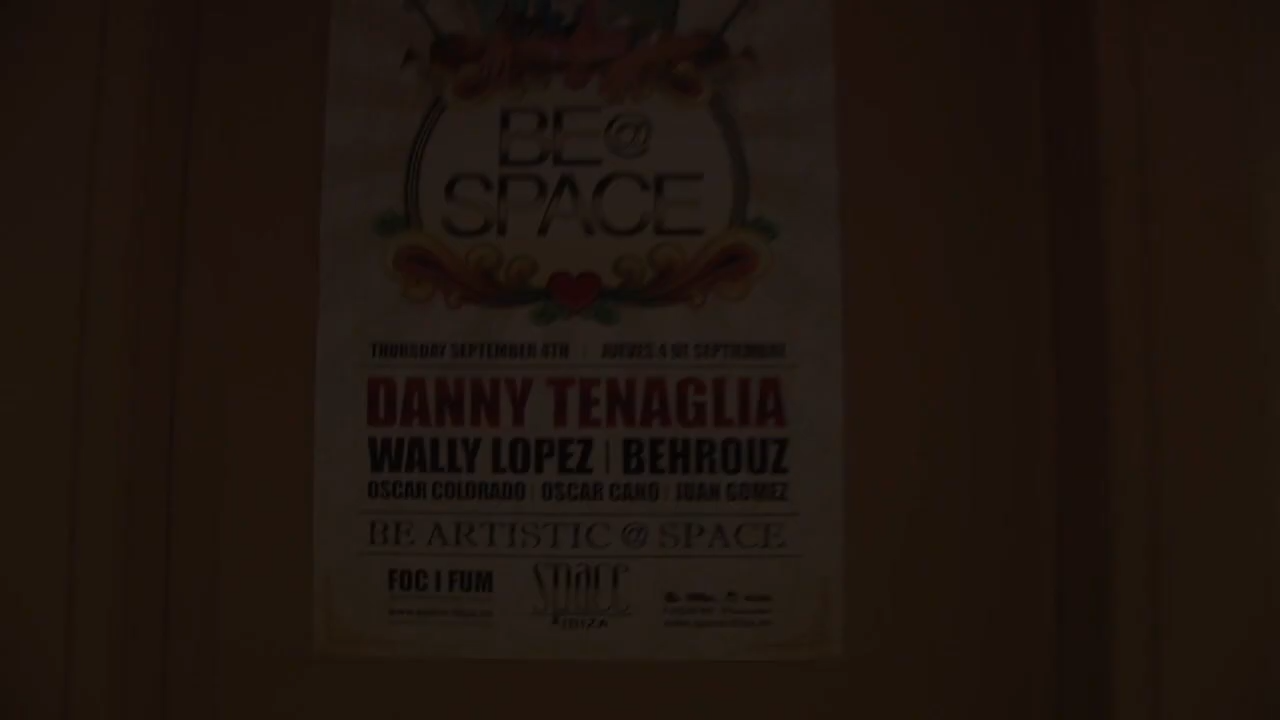 BE@
SPACE
THURSDAY SEPTEMBER 4TH | JUEVES 4 DE SEPTIEMBRE
DANNY TENAGLIA
WALLY LOPEZ | BEHROUZ
OSCAR COLORADO | OSCAR CANO | JUAN GOMEZ
BE ARTISTIC @ SPACE
FOC I FUM
space
IBIZA